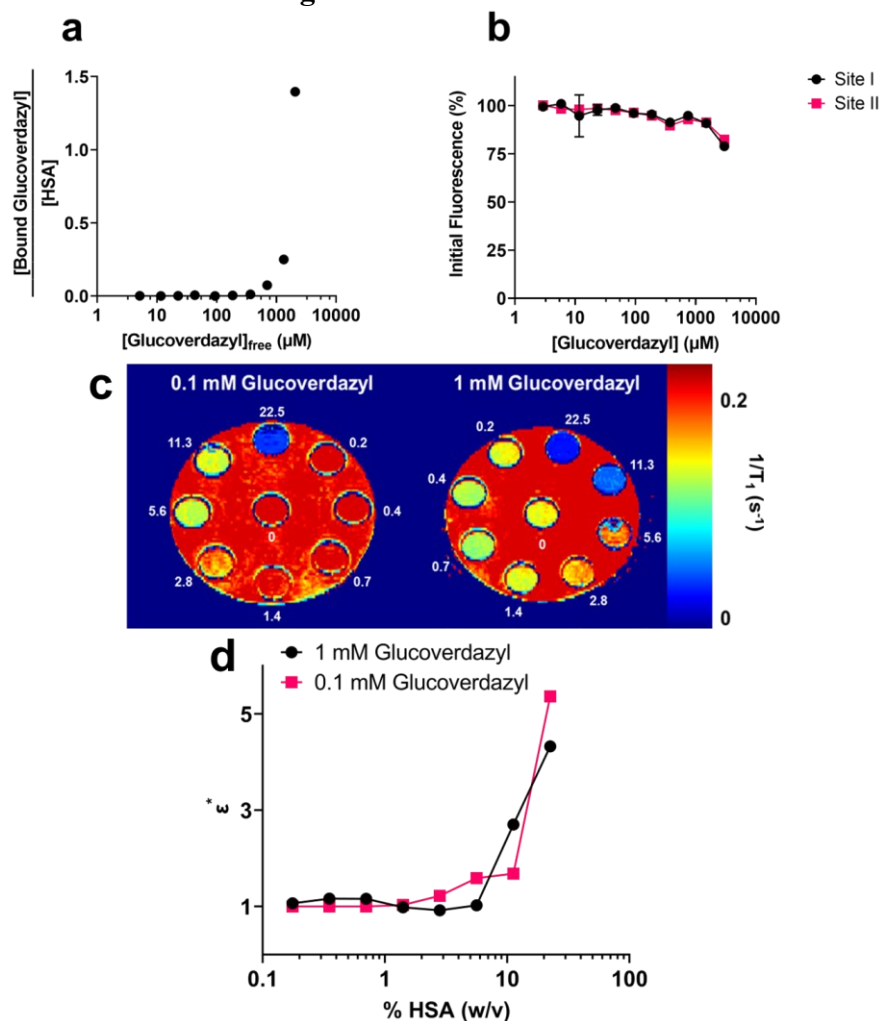 a
[Bound Glucoverdazyl]
[HSA]
1.5
1.0
0.5
0.0
1 10 100 1000 10000
[Glucoverdazyl]free (µM)
b
Initial Fluorescence (%)
100
75
50
25
0
1 10 100 1000 10000
[Glucoverdazyl] (µM)
Site I
Site II
c
0.1 mM Glucoverdazyl
22.5
11.3
0.2
5.6
0.4
0
2.8
0.7
1.4
1 mM Glucoverdazyl
22.5
0.2
11.3
0.4
5.6
0
0.7
2.8
1.4
0.2
1/T1 (s-1)
0
d
1 mM Glucoverdazyl
0.1 mM Glucoverdazyl
5
3
1
ε*
0.1 1 10 100
% HSA (w/v)